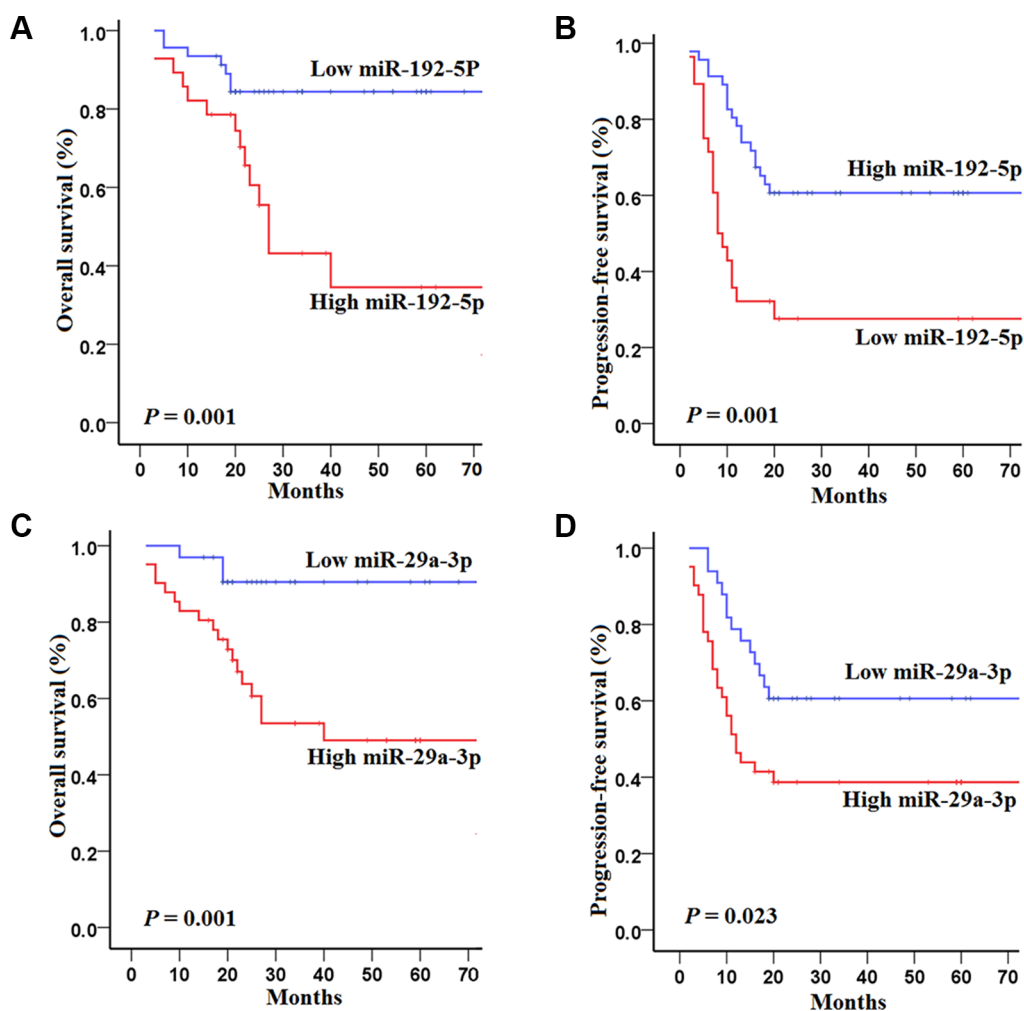 A
Overall survival (%)
1.0
0.8
0.6
0.4
0.2
0.0
Low miR-192-5P
High miR-192-5p
P = 0.001
0 10 20 30 40 50 60 70
Months
B
Progression-free survival (%)
1.0
0.8
0.6
0.4
0.2
0.0
High miR-192-5p
Low miR-192-5p
P = 0.001
0 10 20 30 40 50 60 70
Months
C
Overall survival (%)
1.0
0.8
0.6
0.4
0.2
0.0
Low miR-29a-3p
High miR-29a-3p
P = 0.001
0 10 20 30 40 50 60 70
Months
D
Progression-free survival (%)
1.0
0.8
0.6
0.4
0.2
0.0
Low miR-29a-3p
High miR-29a-3p
P = 0.023
0 10 20 30 40 50 60 70
Months